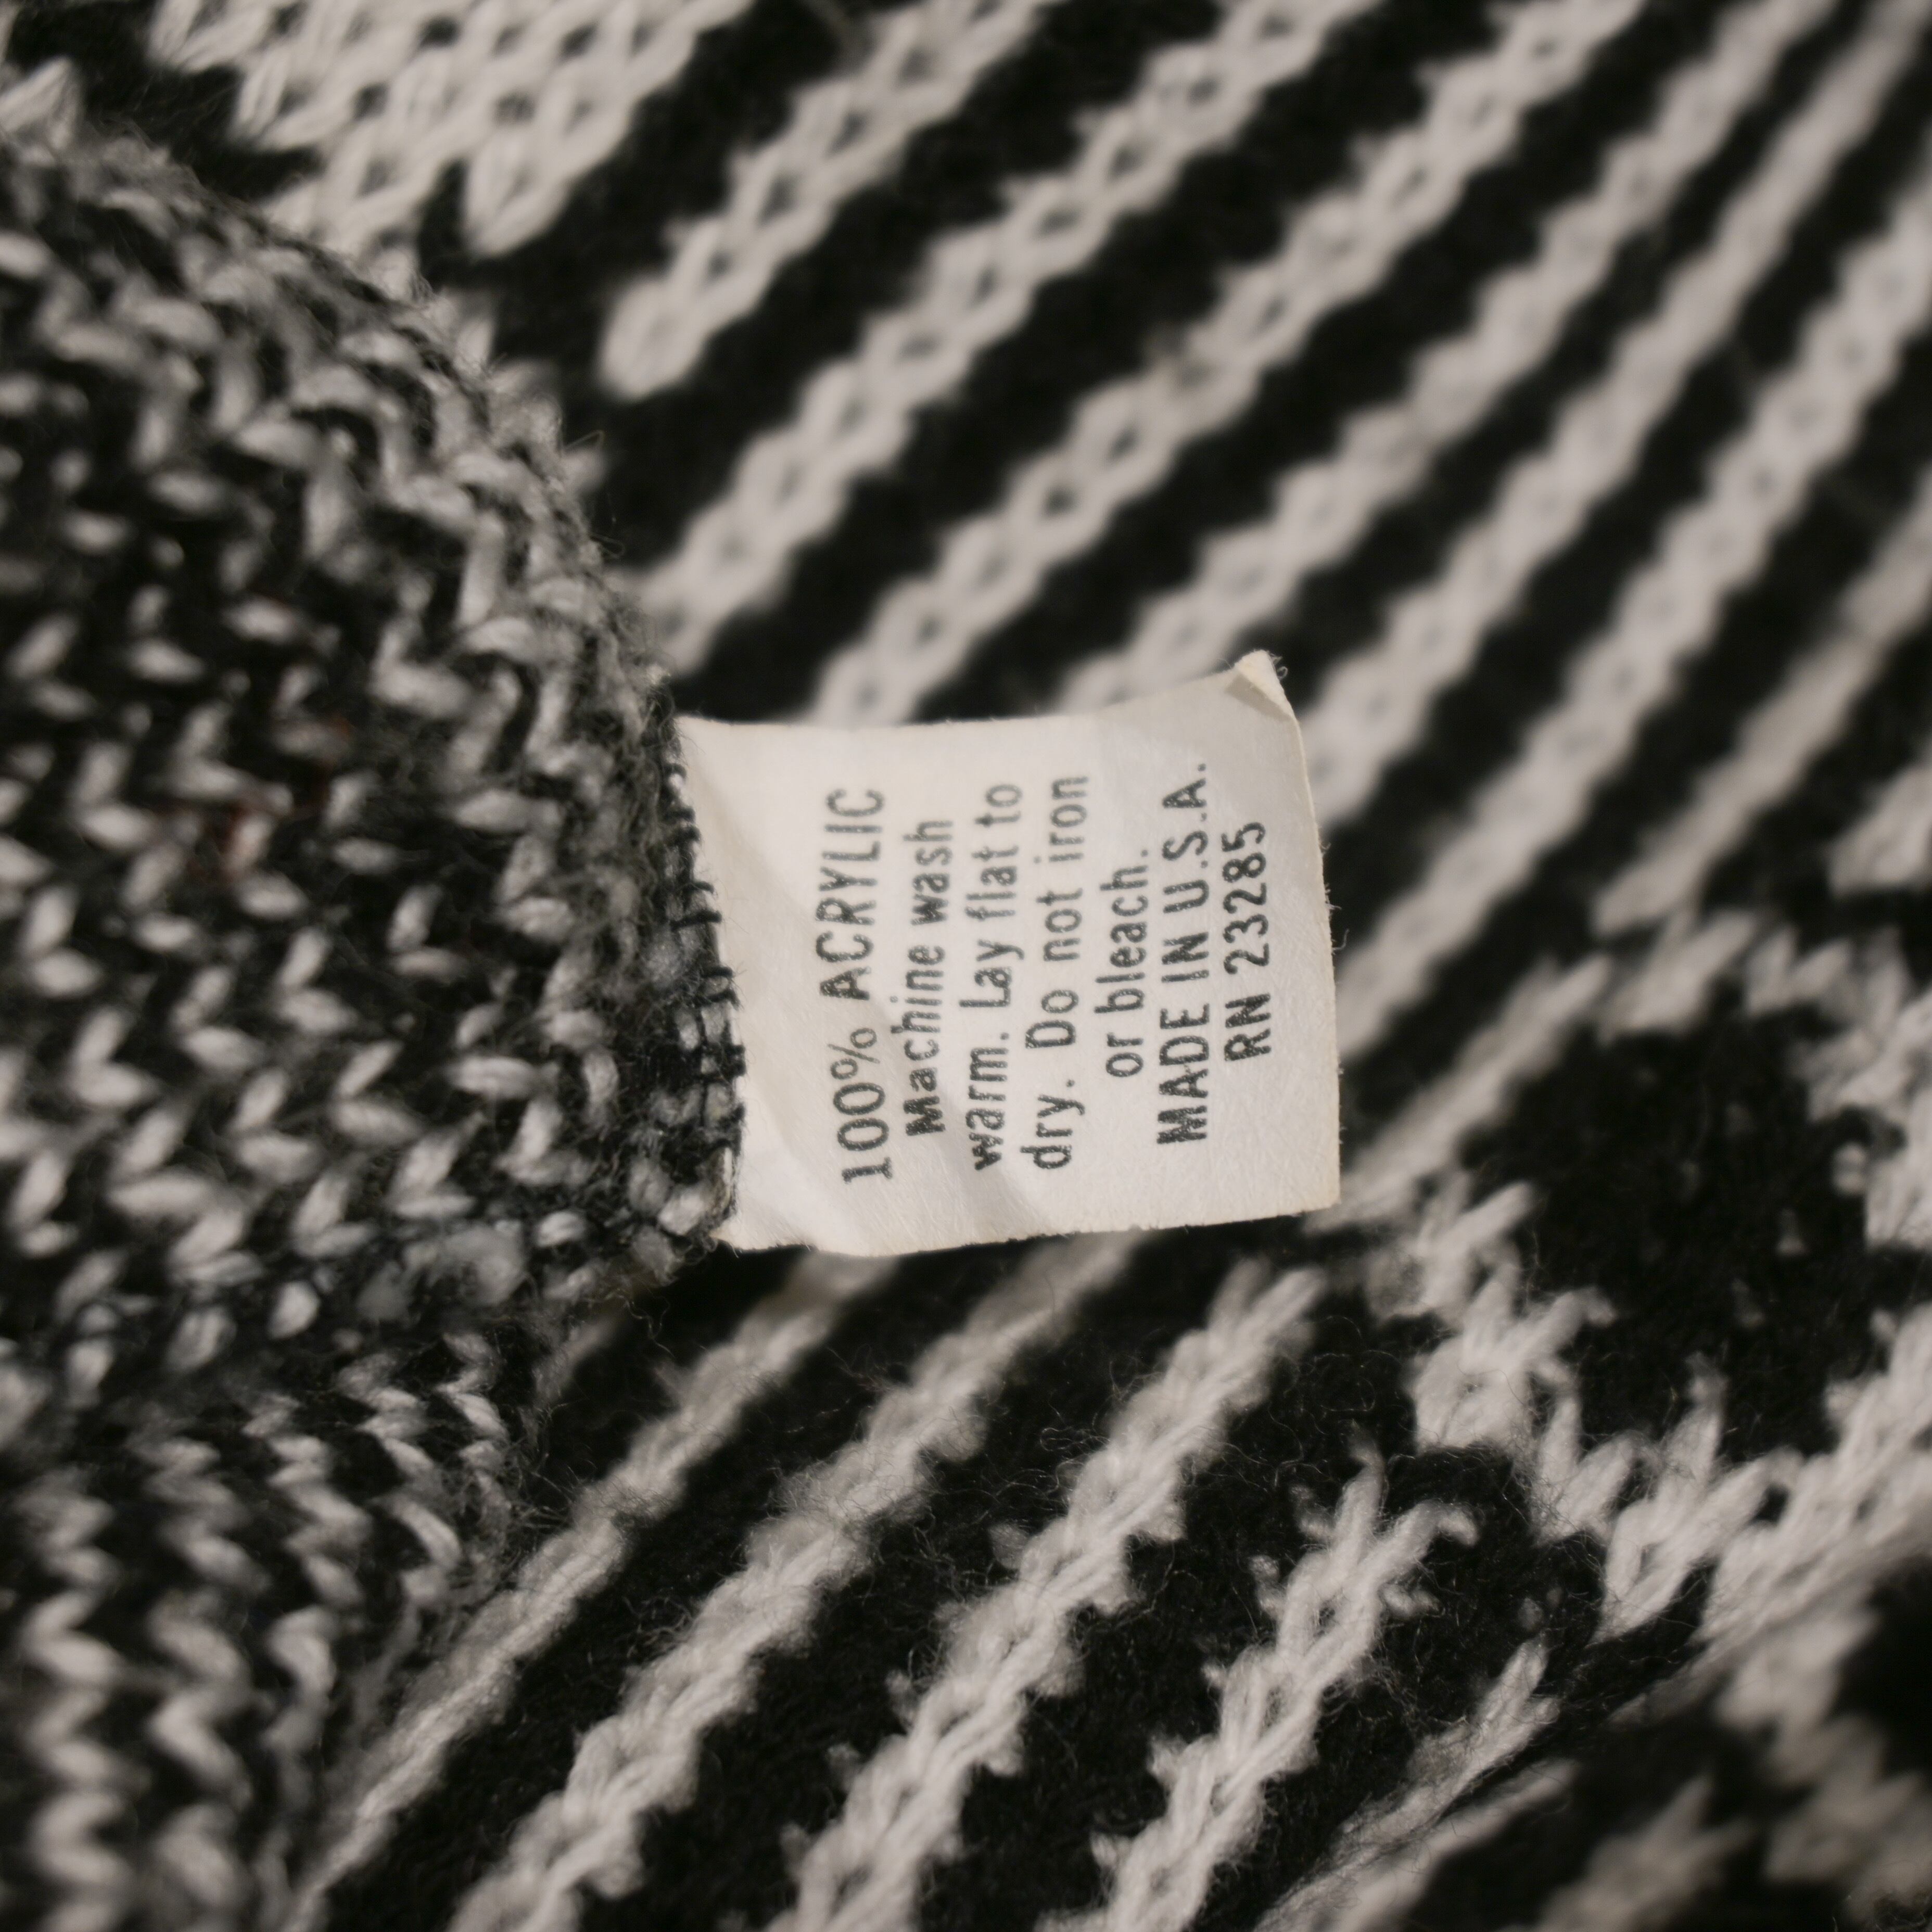 100% ACRYLIC
Machine wash
warm. Lay flat to
dry. Do not iron
or bleach.
MADE IN U.S.A.
RN 23285